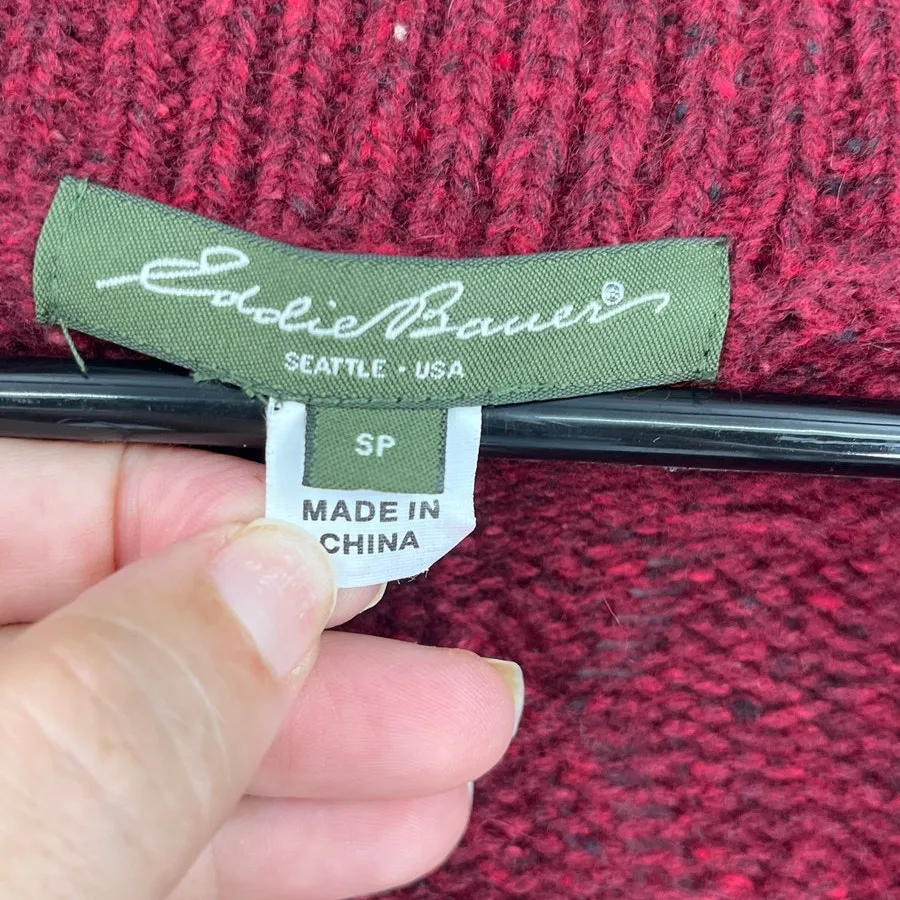 Eddie Bauer®
SEATTLE · USA
SP
MADE IN
CHINA